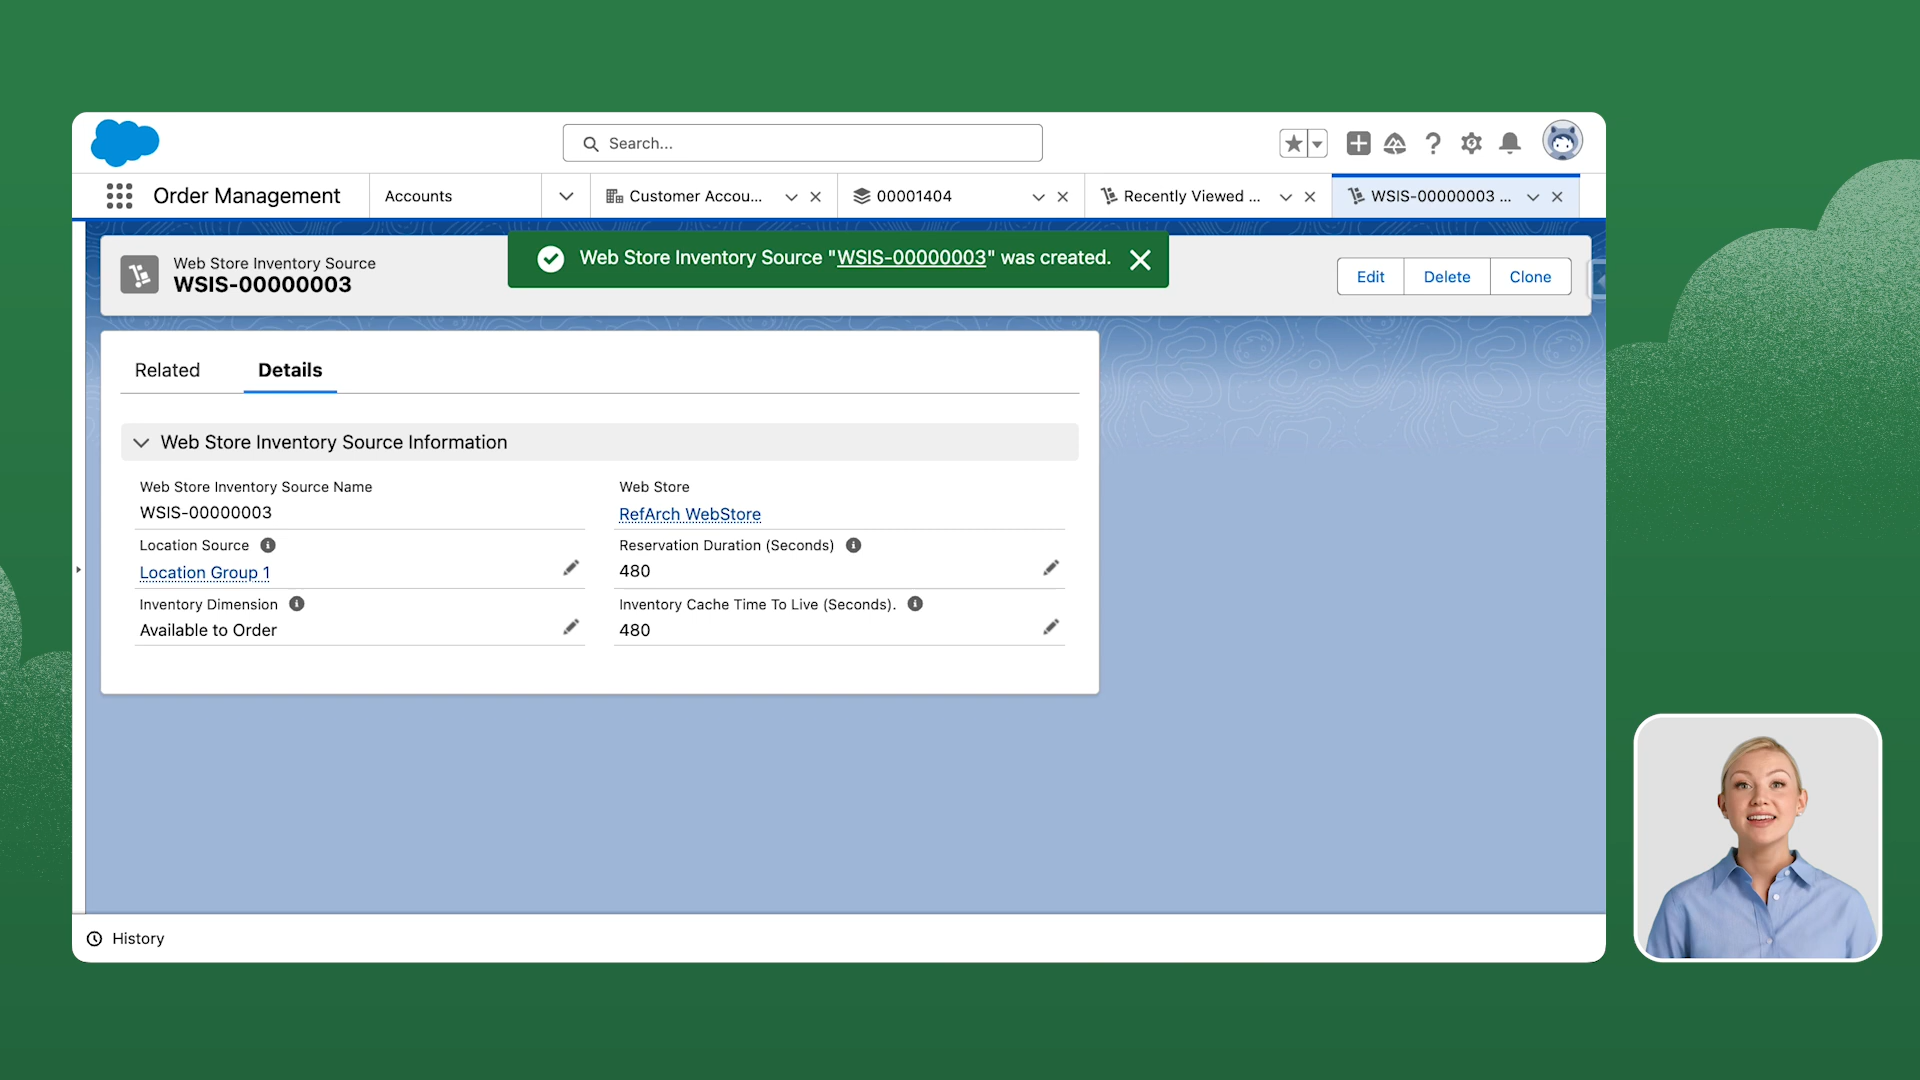 Search...
Order Management
Accounts
Customer Accou...
00001404
Recently Viewed ...
WSIS-00000003 ...
Web Store Inventory Source
WSIS-00000003
Web Store Inventory Source "WSIS-00000003" was created.
Edit
Delete
Clone
Related
Details
Web Store Inventory Source Information
Web Store Inventory Source Name
WSIS-00000003
Web Store
RefArch WebStore
Location Source
Location Group 1
Reservation Duration (Seconds)
480
Inventory Dimension
Available to Order
Inventory Cache Time To Live (Seconds).
480
History